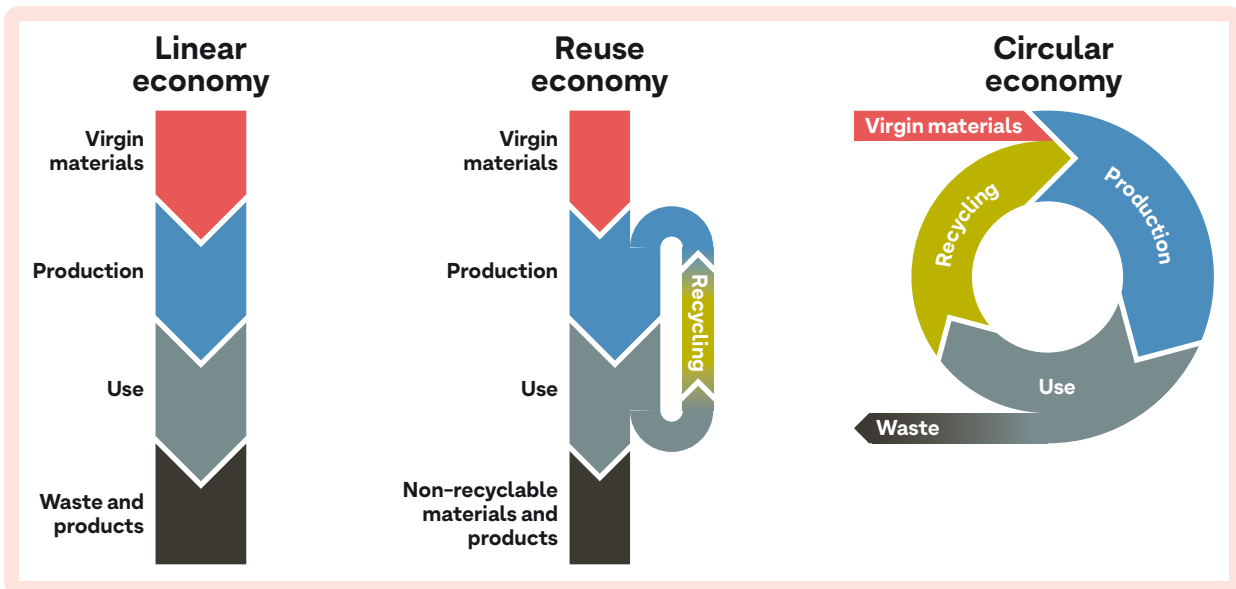 Linear
economy
Virgin
materials
Production
Use
Waste and
products
Reuse
economy
Virgin
materials
Production
Use
Non-recyclable
materials and
products
Recycling
Circular
economy
Virgin materials
Production
Recycling
Use
Waste